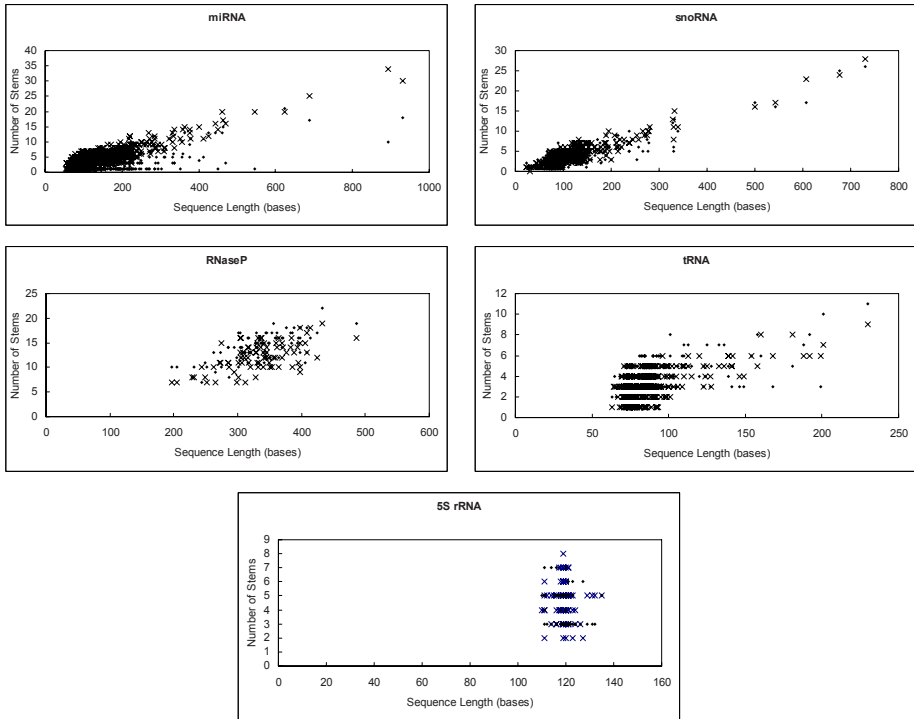 miRNA
Number of Stems
40
35
30
25
20
15
10
5
0
0 200 400 600 800 1000
Sequence Length (bases)
snoRNA
Number of Stems
30
25
20
15
10
5
0
0 100 200 300 400 500 600 700 800
Sequence Length (bases)
RNaseP
Number of Stems
25
20
15
10
5
0
0 100 200 300 400 500 600
Sequence Length (bases)
tRNA
Number of Stems
12
10
8
6
4
2
0
0 50 100 150 200 250
Sequence Length (bases)
5S rRNA
Number of Stems
9
8
7
6
5
4
3
2
1
0
0 20 40 60 80 100 120 140 160
Sequence Length (bases)